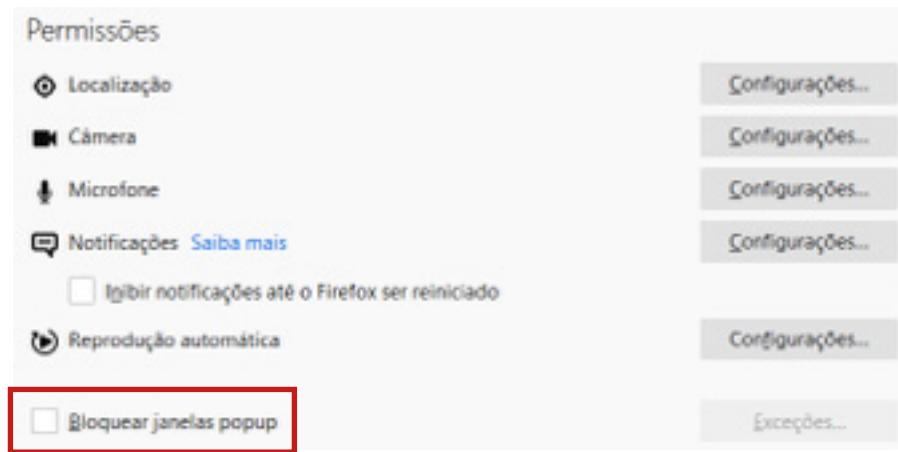 Permissões
Localização Configurações...
Câmera Configurações...
Microfone Configurações...
Notificações Saiba mais Configurações...
Inibir notificações até o Firefox ser reiniciado
Reprodução automática Configurações...
Bloquear janelas popup Exceções...